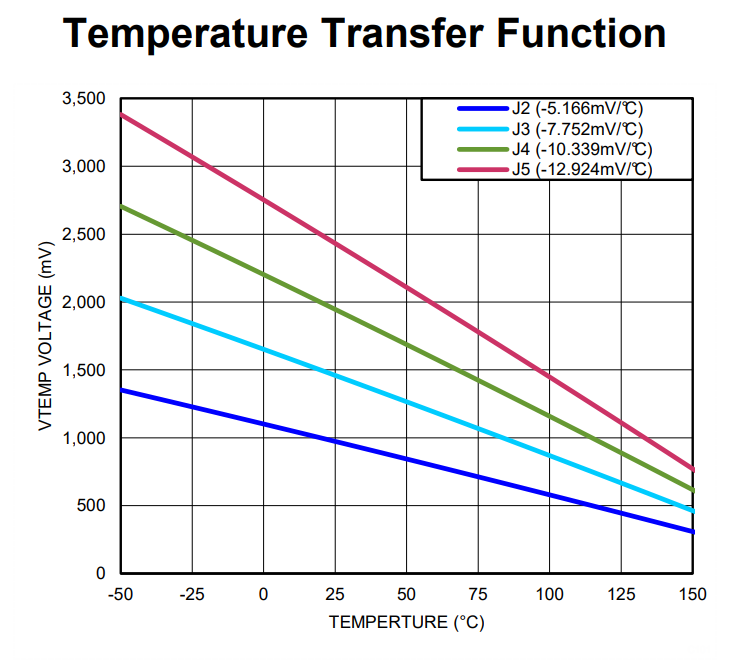 Temperature Transfer Function
3,500
3,000
2,500
2,000
1,500
1,000
500
0
VTEMP VOLTAGE (mV)
J2 (-5.166mV/℃)
J3 (-7.752mV/℃)
J4 (-10.339mV/℃)
J5 (-12.924mV/℃)
-50 -25 0 25 50 75 100 125 150
TEMPERTURE (°C)